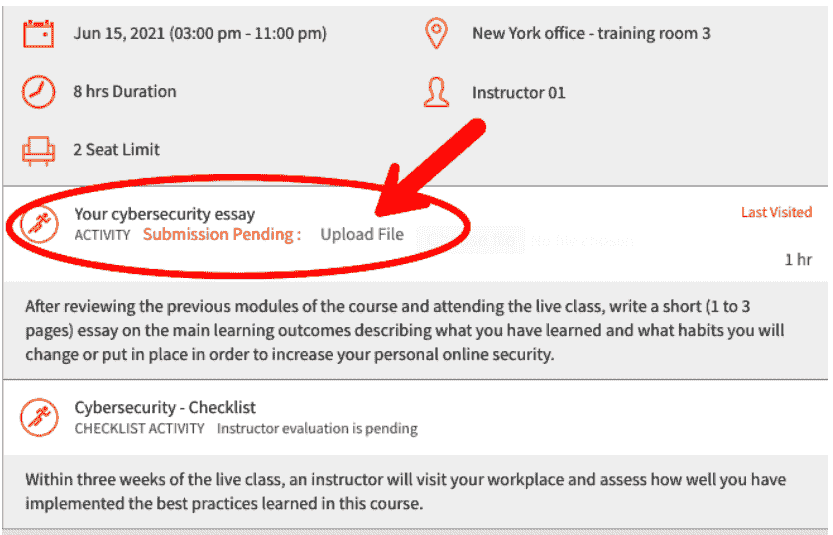 Jun 15, 2021 (03:00 pm - 11:00 pm)
New York office - training room 3
8 hrs Duration
Instructor 01
2 Seat Limit
Your cybersecurity essay
Last Visited
ACTIVITY Submission Pending : Upload File
1 hr
After reviewing the previous modules of the course and attending the live class, write a short (1 to 3
pages) essay on the main learning outcomes describing what you have learned and what habits you will
change or put in place in order to increase your personal online security.
Cybersecurity - Checklist
CHECKLIST ACTIVITY Instructor evaluation is pending
Within three weeks of the live class, an instructor will visit your workplace and assess how well you have
implemented the best practices learned in this course.